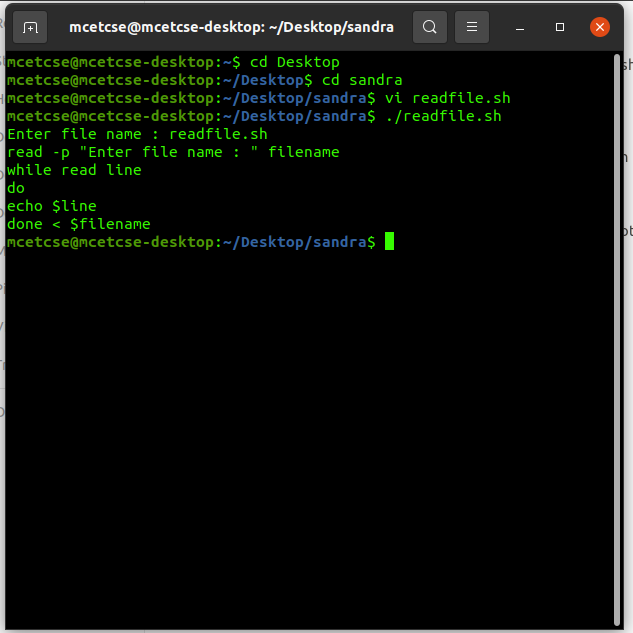 mcetcse@mcetcse-desktop: ~/Desktop/sandra
mcetcse@mcetcse-desktop:~$ cd Desktop
mcetcse@mcetcse-desktop:~/Desktop$ cd sandra
mcetcse@mcetcse-desktop:~/Desktop/sandra$ vi readfile.sh
mcetcse@mcetcse-desktop:~/Desktop/sandra$ ./readfile.sh
Enter file name : readfile.sh
read -p "Enter file name : " filename
while read line
do
echo $line
done < $filename
mcetcse@mcetcse-desktop:~/Desktop/sandra$